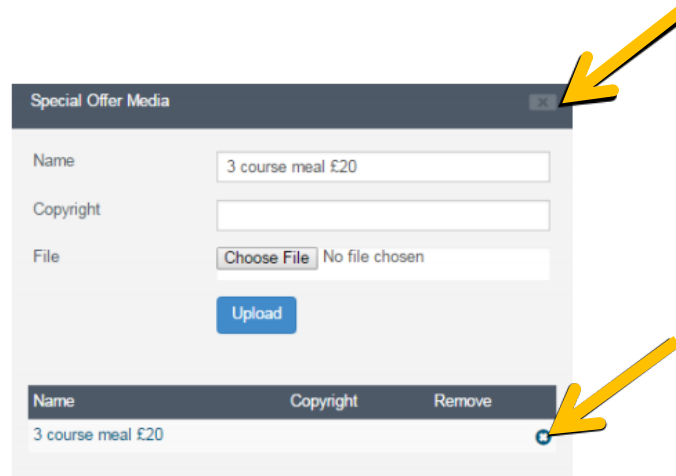 Special Offer Media
Name 3 course meal £20
Copyright
File Choose File No file chosen
Upload
Name Copyright Remove
3 course meal £20